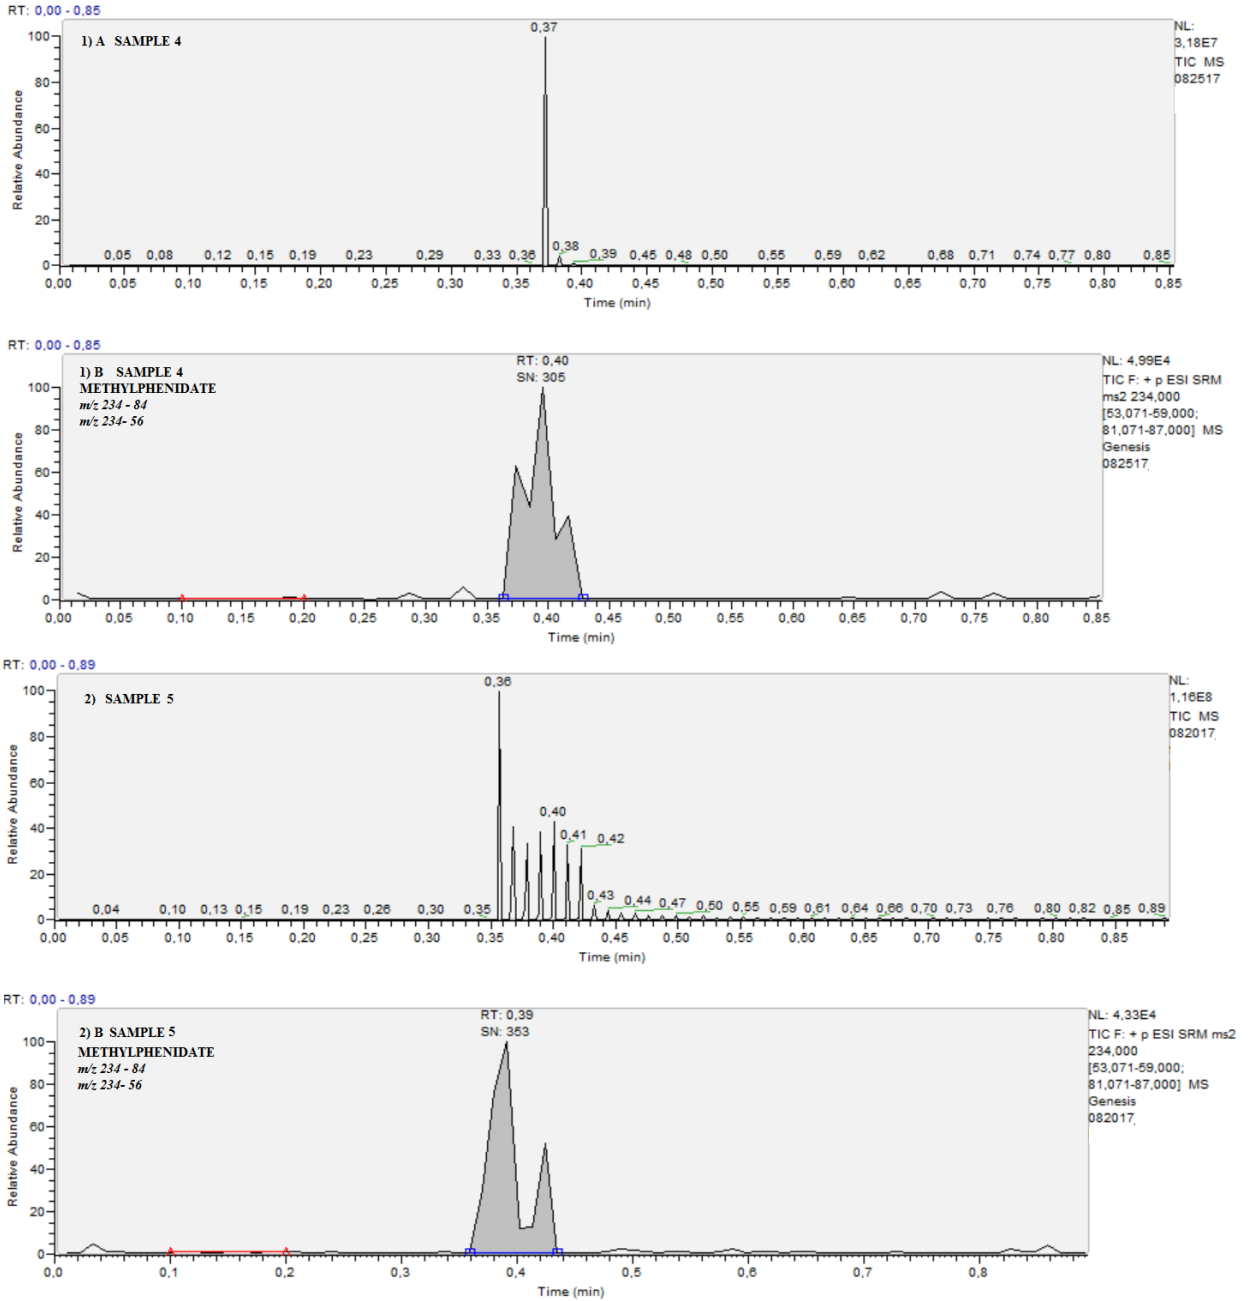 RT: 0,00 - 0,85
1) A SAMPLE 4
0,37
NL:
3,18E7
TIC MS
082517
Relative Abundance
100
80
60
40
20
0
0,05 0,08 0,12 0,15 0,19 0,23 0,29 0,33 0,36 0,38 0,39 0,45 0,48 0,50 0,55 0,59 0,62 0,68 0,71 0,74 0,77 0,80 0,85
0,00 0,05 0,10 0,15 0,20 0,25 0,30 0,35 0,40 0,45 0,50 0,55 0,60 0,65 0,70 0,75 0,80 0,85
Time (min)
RT: 0,00 - 0,85
1) B SAMPLE 4
METHYLPHENIDATE
m/z 234 - 84
m/z 234- 56
RT: 0,40
SN: 305
NL: 4,99E4
TIC F: + p ESI SRM
ms2 234,000
[53,071-59,000;
81,071-87,000] MS
Genesis
082517
Relative Abundance
100
80
60
40
20
0
0,00 0,05 0,10 0,15 0,20 0,25 0,30 0,35 0,40 0,45 0,50 0,55 0,60 0,65 0,70 0,75 0,80 0,85
Time (min)
RT: 0,00 - 0,89
2) SAMPLE 5
0,36
NL:
1,16E8
TIC MS
082017
Relative Abundance
100
80
60
40
20
0
0,40
0,41 0,42
0,04 0,10 0,13 0,15 0,19 0,23 0,26 0,30 0,35 0,43 0,44 0,47 0,50 0,55 0,59 0,61 0,64 0,66 0,70 0,73 0,76 0,80 0,82 0,85 0,89
0,00 0,05 0,10 0,15 0,20 0,25 0,30 0,35 0,40 0,45 0,50 0,55 0,60 0,65 0,70 0,75 0,80 0,85
Time (min)
RT: 0,00 - 0,89
2) B SAMPLE 5
METHYLPHENIDATE
m/z 234 - 84
m/z 234- 56
RT: 0,39
SN: 353
NL: 4,33E4
TIC F: + p ESI SRM ms2
234,000
[53,071-59,000;
81,071-87,000] MS
Genesis
082017
Relative Abundance
100
80
60
40
20
0
0,0 0,1 0,2 0,3 0,4 0,5 0,6 0,7 0,8
Time (min)